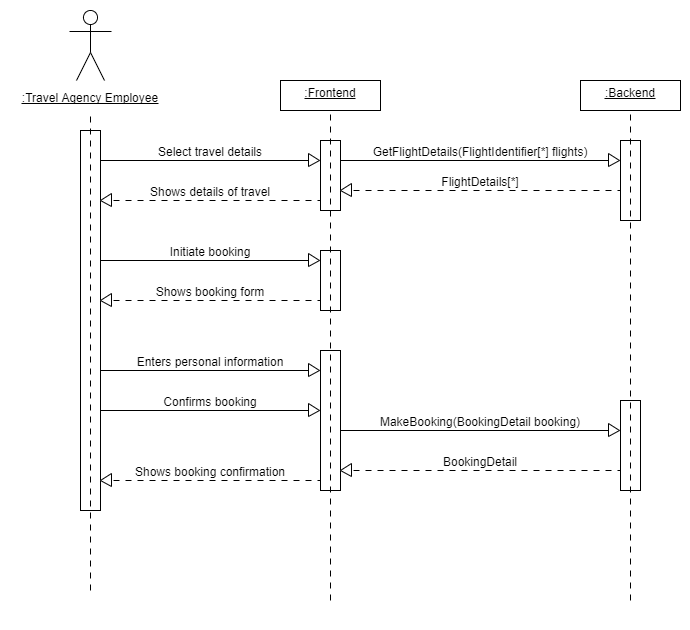 :Travel Agency Employee
:Frontend
:Backend
Select travel details
GetFlightDetails(FlightIdentifier[*] flights)
Shows details of travel
FlightDetails[*]
Initiate booking
Shows booking form
Enters personal information
Confirms booking
MakeBooking(BookingDetail booking)
Shows booking confirmation
BookingDetail